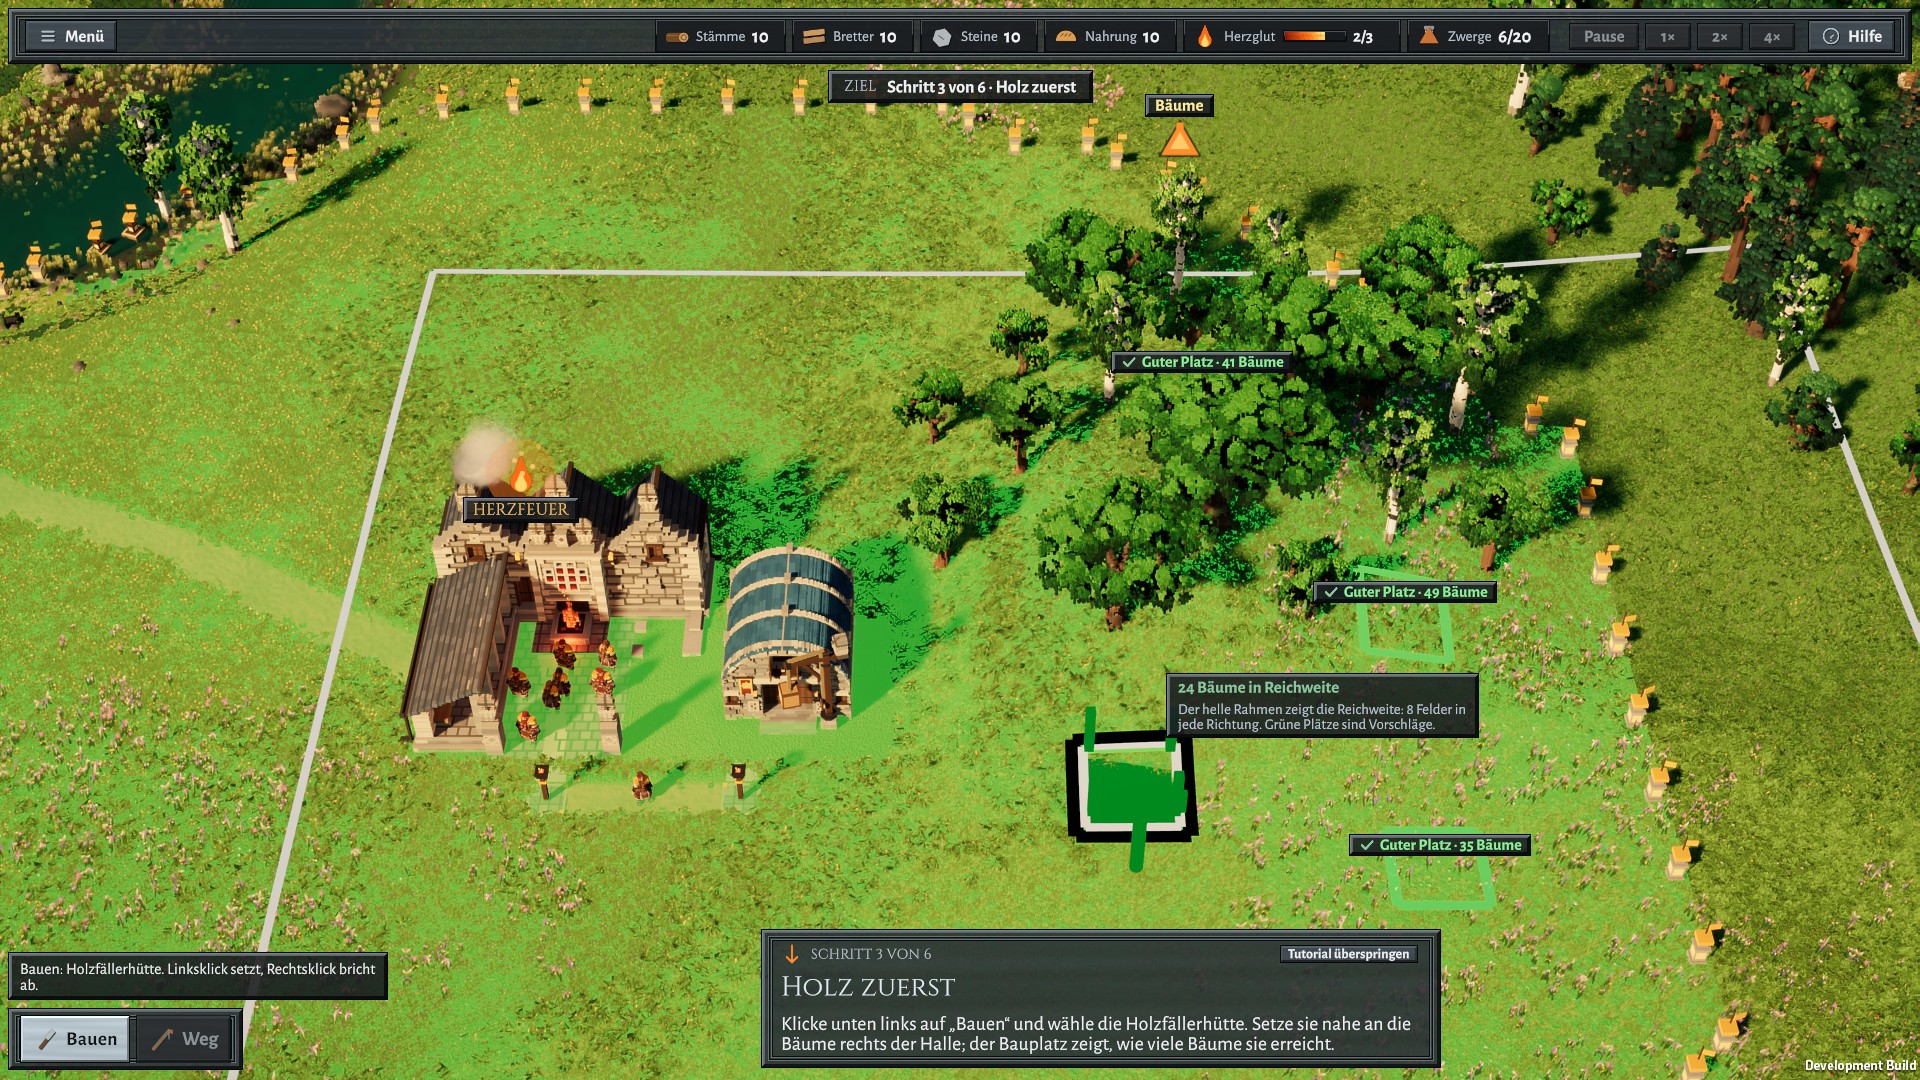 Menü
Stämme 10
Bretter 10
Steine 10
Nahrung 10
Herzglut 2/3
Zwerge 6/20
Pause
1×
2×
4×
Hilfe
ZIEL Schritt 3 von 6 · Holz zuerst
Bäume
Guter Platz · 41 Bäume
HERZFEUER
Guter Platz · 49 Bäume
24 Bäume in Reichweite
Der helle Rahmen zeigt die Reichweite: 8 Felder in
jede Richtung. Grüne Plätze sind Vorschläge.
Guter Platz · 35 Bäume
SCHRITT 3 VON 6
Tutorial überspringen
HOLZ ZUERST
Klicke unten links auf „Bauen“ und wähle die Holzfällerhütte. Setze sie nahe an die
Bäume rechts der Halle; der Bauplatz zeigt, wie viele Bäume sie erreicht.
Bauen: Holzfällerhütte. Linksklick setzt, Rechtsklick bricht
ab.
Bauen
Weg
Development Build